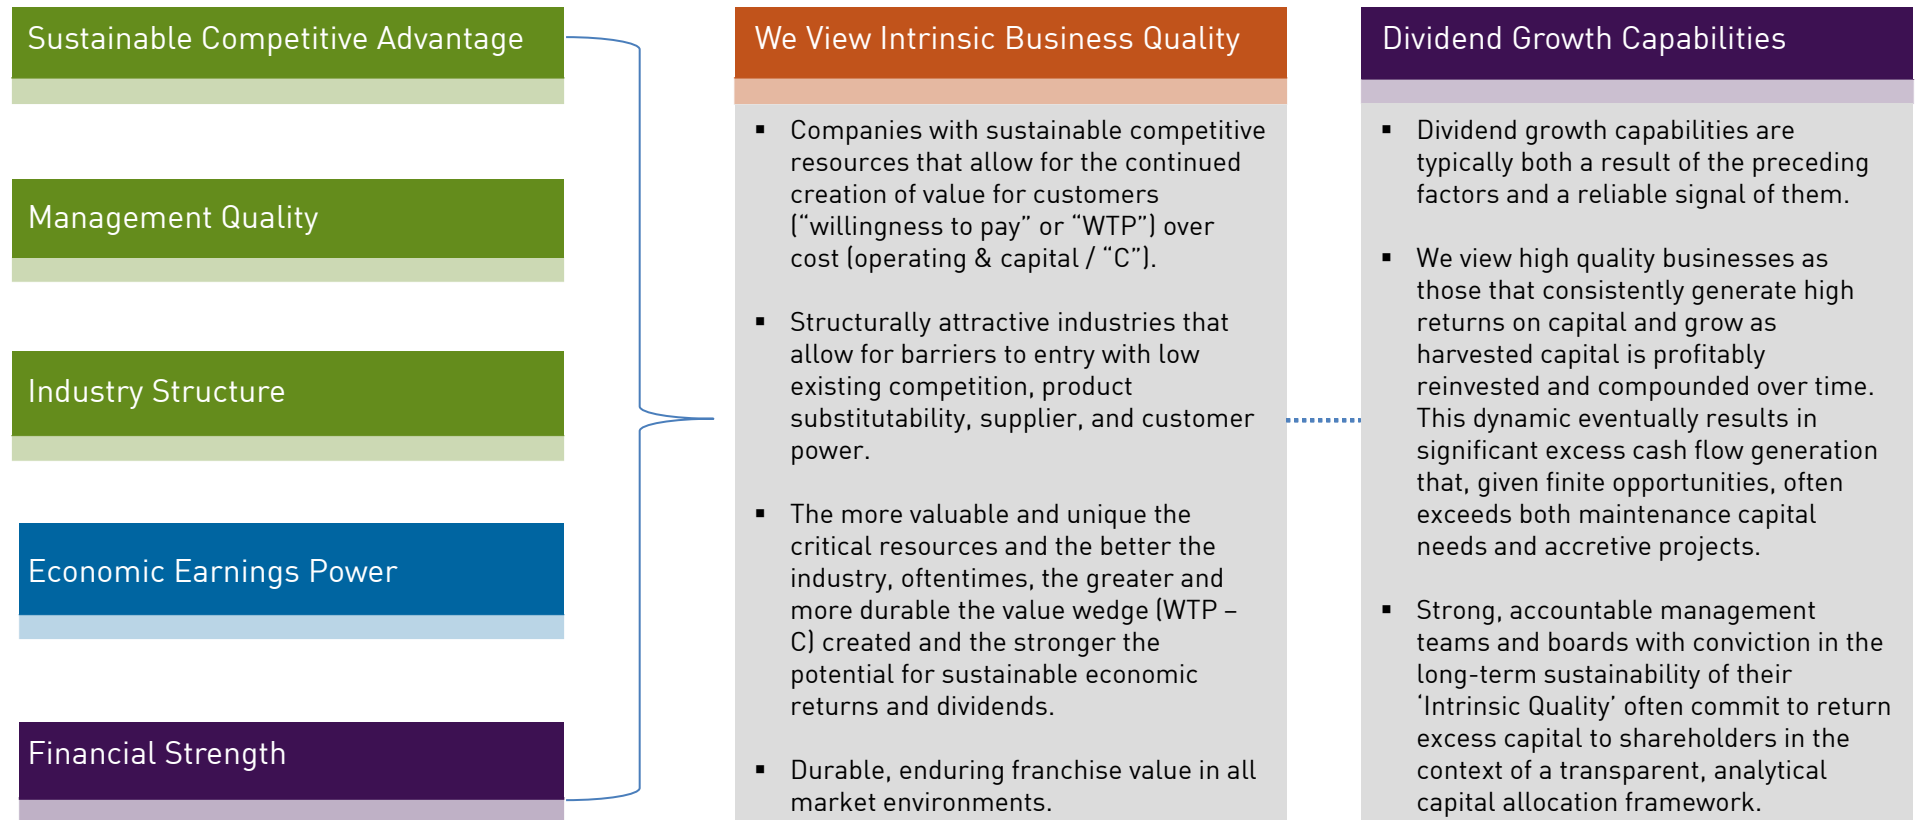 Sustainable Competitive Advantage
Management Quality
Industry Structure
Economic Earnings Power
Financial Strength
We View Intrinsic Business Quality
▪ Companies with sustainable competitive
resources that allow for the continued
creation of value for customers
(“willingness to pay” or “WTP”) over
cost (operating & capital / “C”).
▪ Structurally attractive industries that
allow for barriers to entry with low
existing competition, product
substitutability, supplier, and customer
power.
▪ The more valuable and unique the
critical resources and the better the
industry, oftentimes, the greater and
more durable the value wedge (WTP –
C) created and the stronger the
potential for sustainable economic
returns and dividends.
▪ Durable, enduring franchise value in all
market environments.
Dividend Growth Capabilities
▪ Dividend growth capabilities are
typically both a result of the preceding
factors and a reliable signal of them.
▪ We view high quality businesses as
those that consistently generate high
returns on capital and grow as
harvested capital is profitably
reinvested and compounded over time.
This dynamic eventually results in
significant excess cash flow generation
that, given finite opportunities, often
exceeds both maintenance capital
needs and accretive projects.
▪ Strong, accountable management
teams and boards with conviction in the
long-term sustainability of their
‘Intrinsic Quality’ often commit to return
excess capital to shareholders in the
context of a transparent, analytical
capital allocation framework.